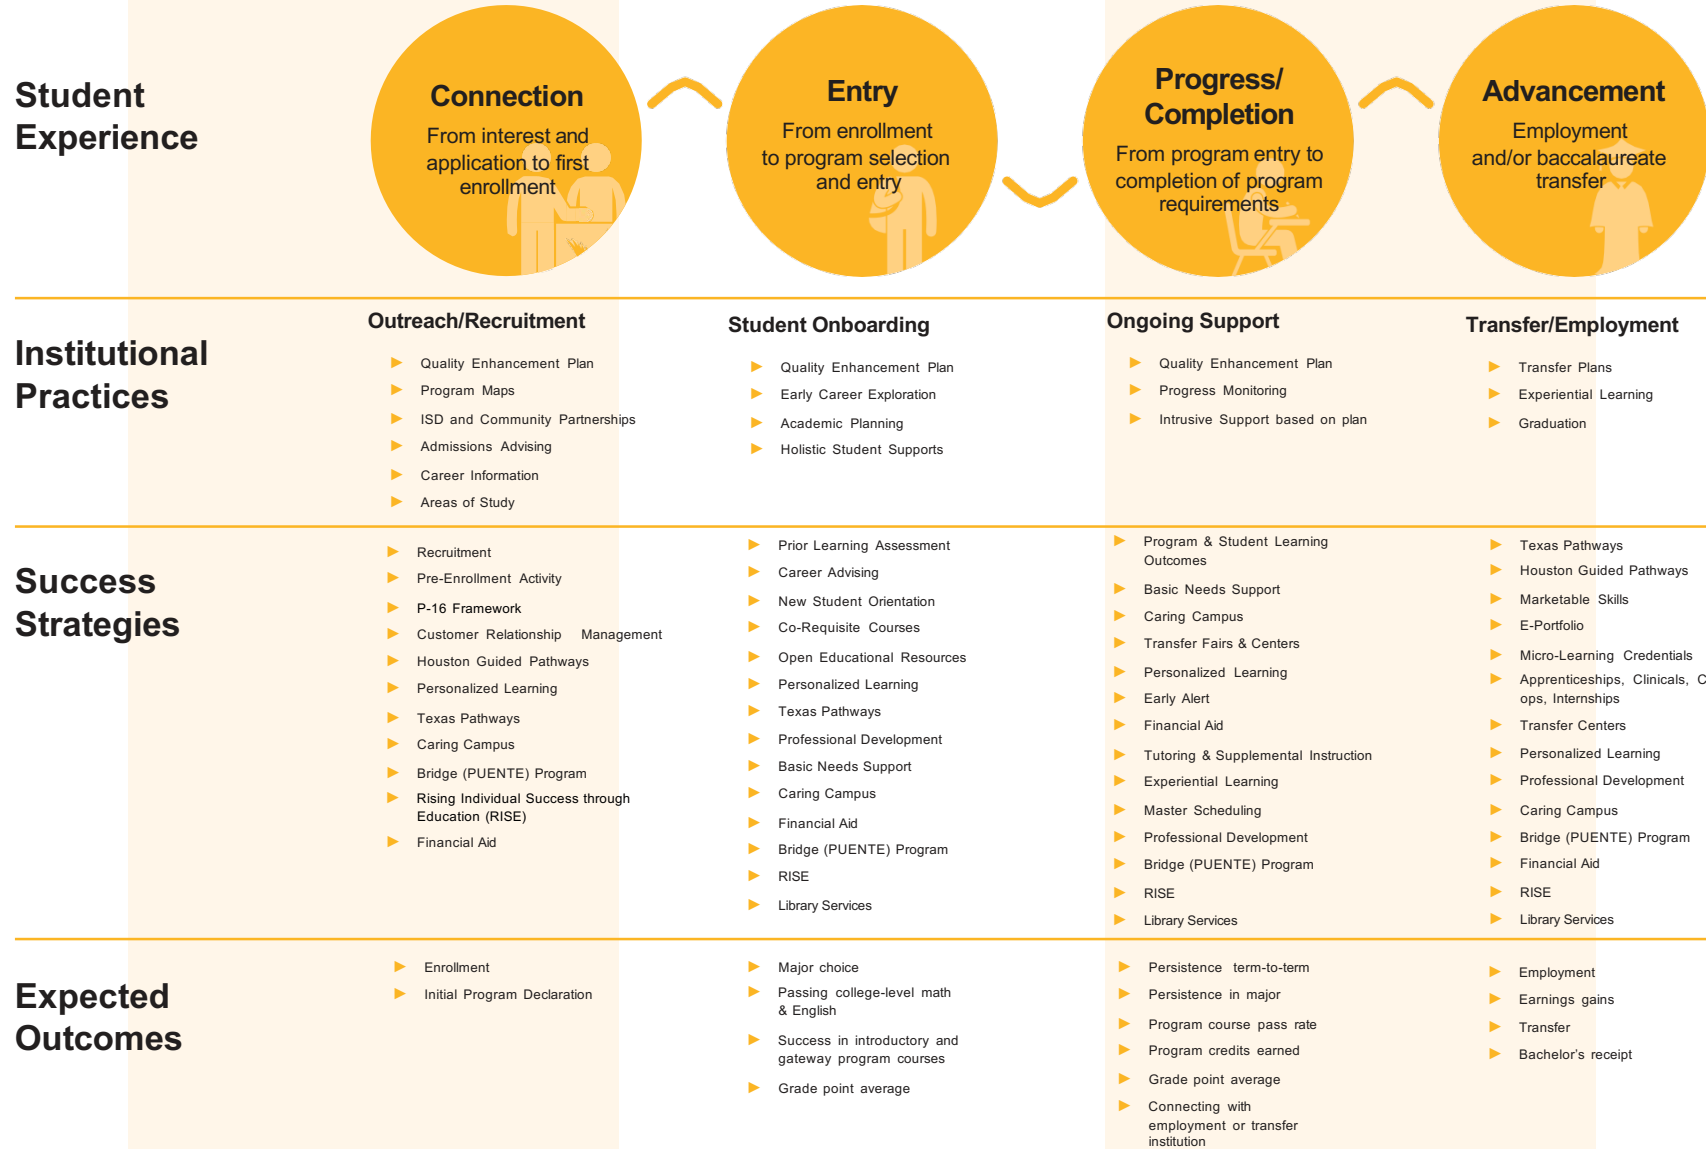 Student
Experience
Connection
From interest and
application to first
enrollment
Entry
From enrollment
to program selection
and entry
Progress/
Completion
From program entry to
completion of program
requirements
Advancement
Employment
and/or baccalaureate
transfer
Institutional
Practices
Outreach/Recruitment
Quality Enhancement Plan
Program Maps
ISD and Community Partnerships
Admissions Advising
Career Information
Areas of Study
Student Onboarding
Quality Enhancement Plan
Early Career Exploration
Academic Planning
Holistic Student Supports
Ongoing Support
Quality Enhancement Plan
Progress Monitoring
Intrusive Support based on plan
Transfer/Employment
Transfer Plans
Experiential Learning
Graduation
Success
Strategies
Recruitment
Pre-Enrollment Activity
P-16 Framework
Customer Relationship Management
Houston Guided Pathways
Personalized Learning
Texas Pathways
Caring Campus
Bridge (PUENTE) Program
Rising Individual Success through
Education (RISE)
Financial Aid
Prior Learning Assessment
Career Advising
New Student Orientation
Co-Requisite Courses
Open Educational Resources
Personalized Learning
Texas Pathways
Professional Development
Basic Needs Support
Caring Campus
Financial Aid
Bridge (PUENTE) Program
RISE
Library Services
Program & Student Learning
Outcomes
Basic Needs Support
Caring Campus
Transfer Fairs & Centers
Personalized Learning
Early Alert
Financial Aid
Tutoring & Supplemental Instruction
Experiential Learning
Master Scheduling
Professional Development
Bridge (PUENTE) Program
RISE
Library Services
Texas Pathways
Houston Guided Pathways
Marketable Skills
E-Portfolio
Micro-Learning Credentials
Apprenticeships, Clinicals, C
ops, Internships
Transfer Centers
Personalized Learning
Professional Development
Caring Campus
Bridge (PUENTE) Program
Financial Aid
RISE
Library Services
Expected
Outcomes
Enrollment
Initial Program Declaration
Major choice
Passing college-level math
& English
Success in introductory and
gateway program courses
Grade point average
Persistence term-to-term
Persistence in major
Program course pass rate
Program credits earned
Grade point average
Connecting with
employment or transfer
institution
Employment
Earnings gains
Transfer
Bachelor's receipt